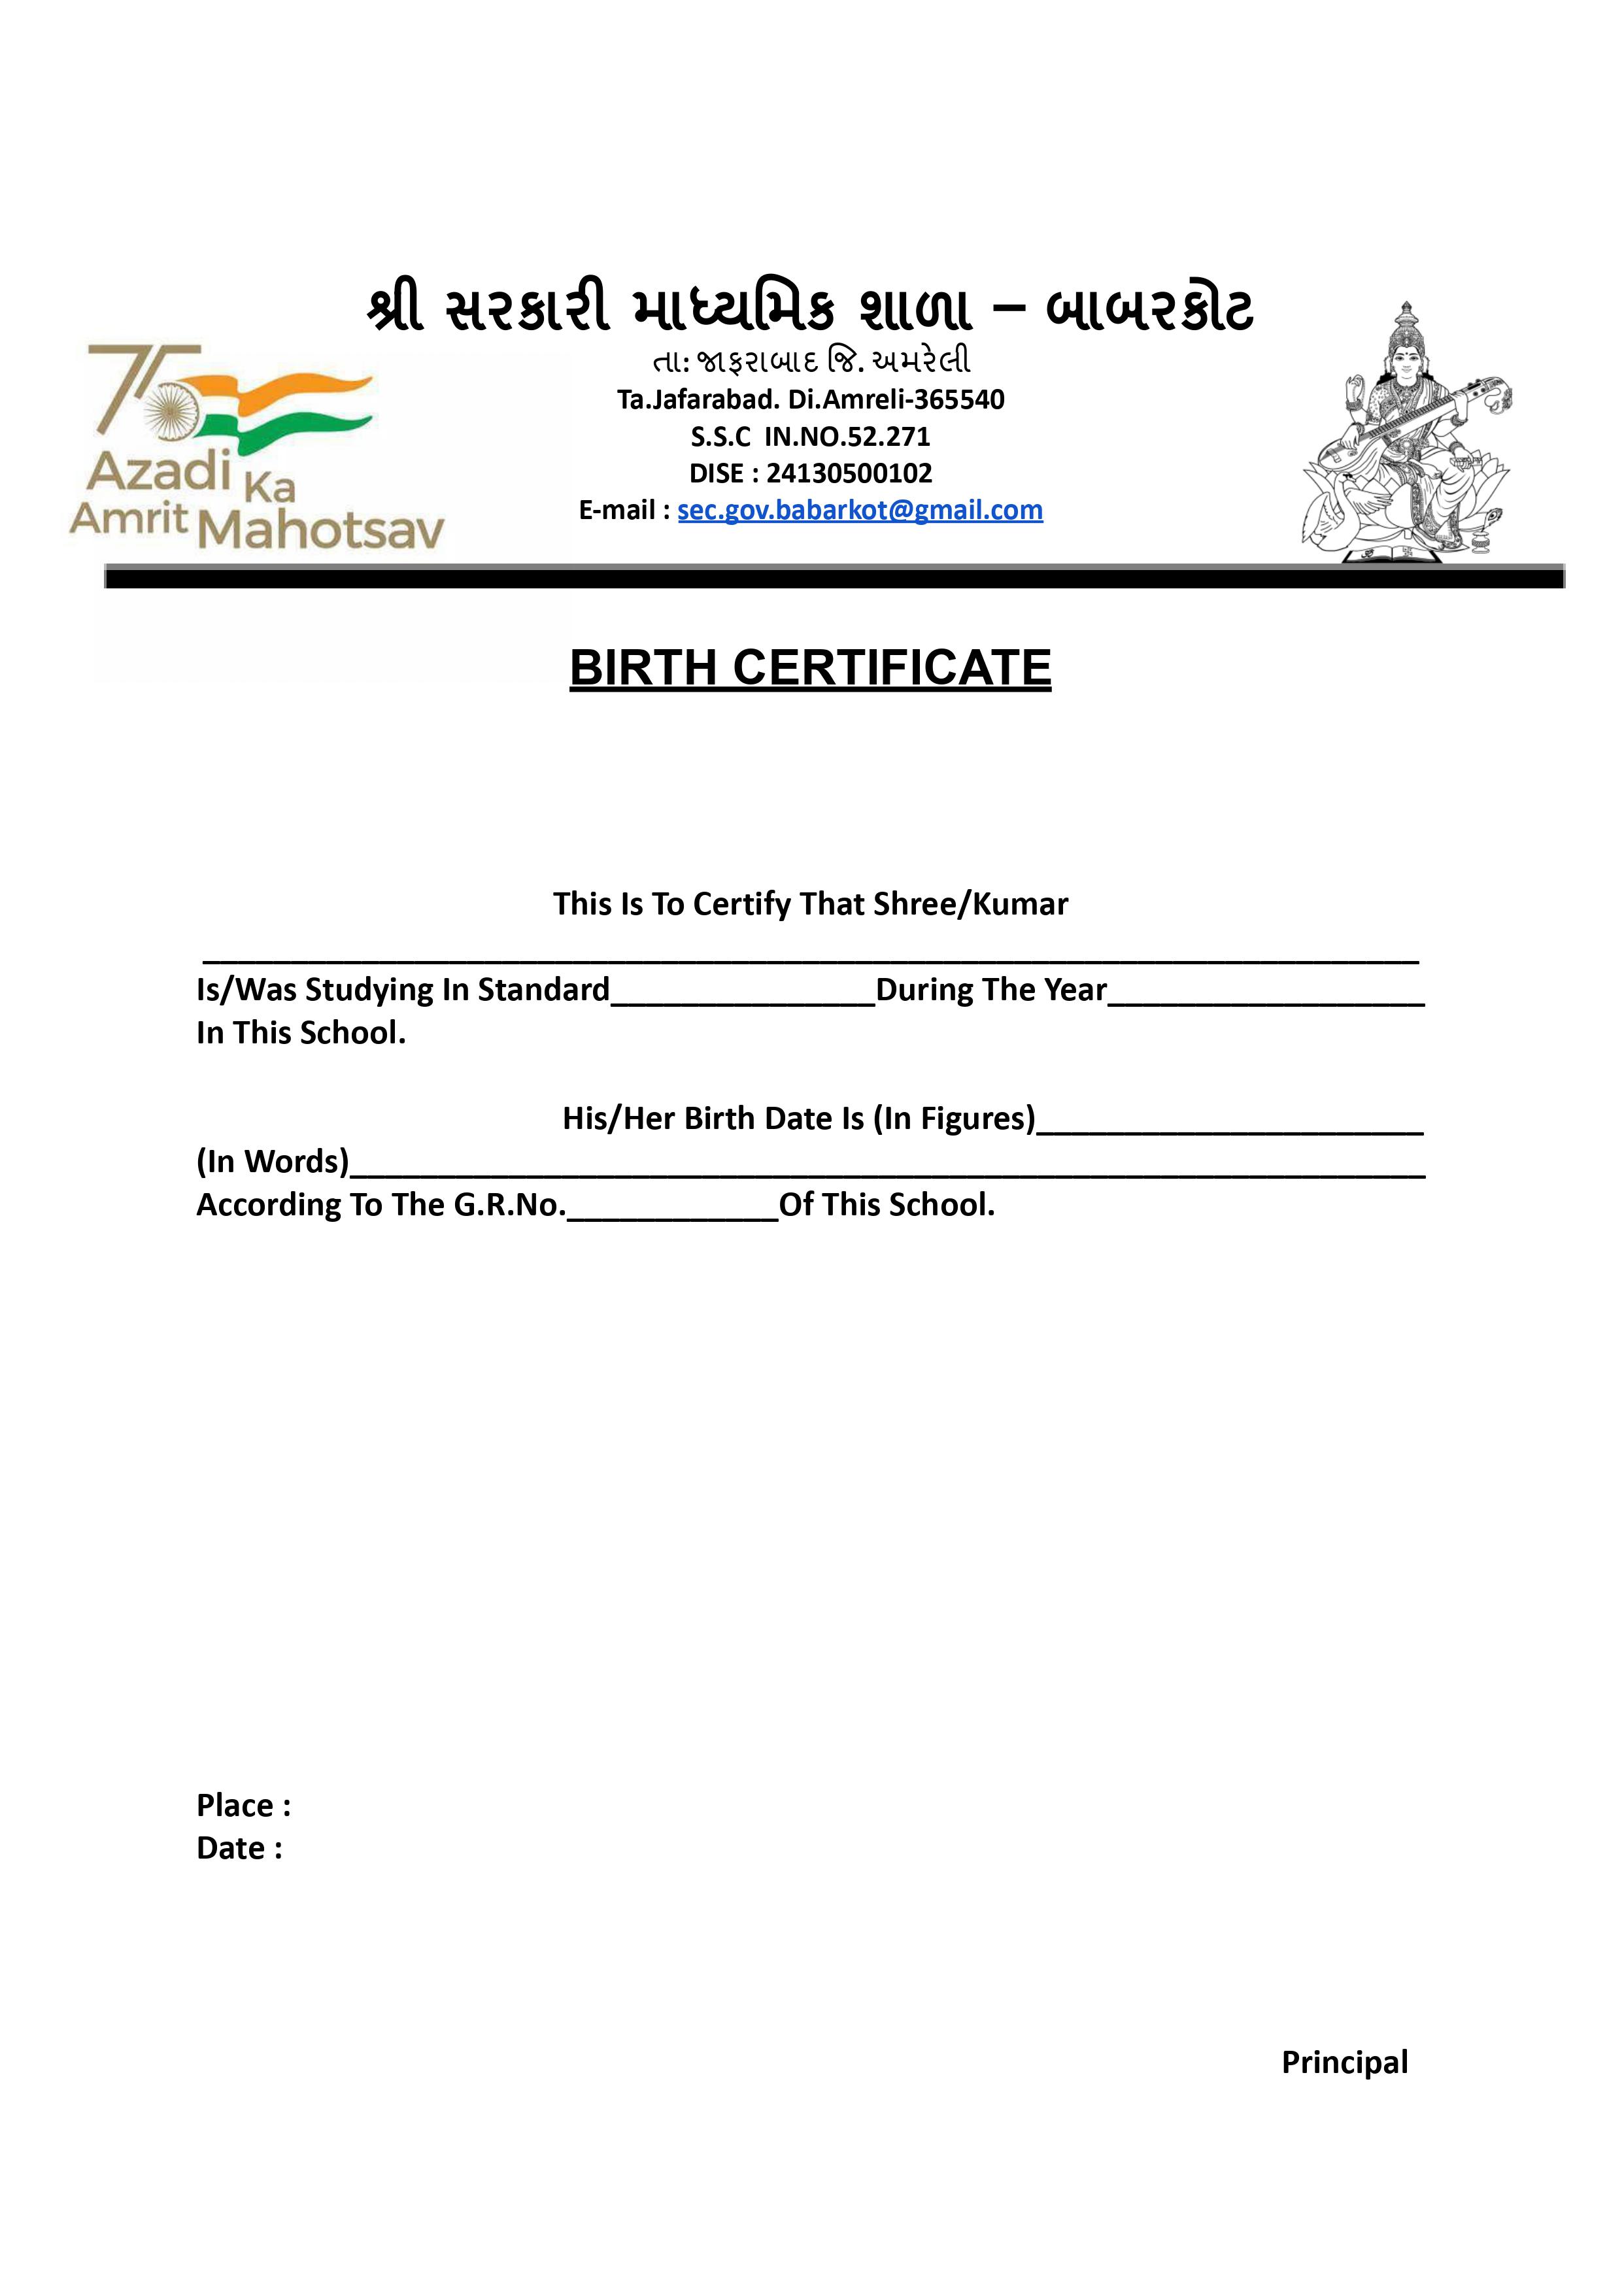 શ્રી સરકારી માધ્યમિક શાળા – બાબરકોટ
તા: જાફરાબાદ જિ. અમરેલી
Ta.Jafarabad. Di.Amreli-365540
S.S.C IN.NO.52.271
DISE : 24130500102
E-mail : sec.gov.babarkot@gmail.com
75
Azadi Ka
Amrit Mahotsav
BIRTH CERTIFICATE
This Is To Certify That Shree/Kumar
_____________________________________________________________________
Is/Was Studying In Standard_______________During The Year__________________
In This School.
His/Her Birth Date Is (In Figures)______________________
(In Words)_____________________________________________________________
According To The G.R.No.____________Of This School.
Place :
Date :
Principal